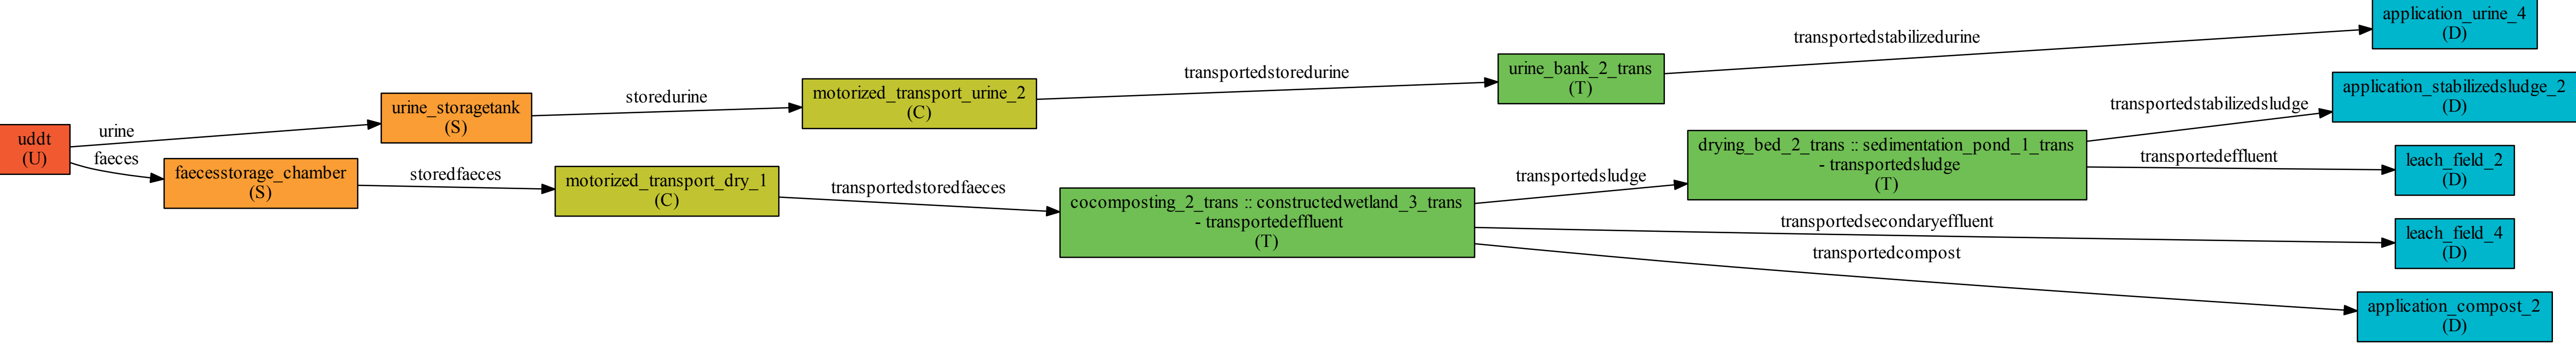 uddt
(U)
urine
faeces
urine_storagetank
(S)
faecesstorage_chamber
(S)
storedurine
storedfaeces
motorized_transport_urine_2
(C)
motorized_transport_dry_1
(C)
transportedstoredurine
transportedstoredfaeces
urine_bank_2_trans
(T)
cocomposting_2_trans :: constructedwetland_3_trans
- transportedeffluent
(T)
transportedsludge
drying_bed_2_trans :: sedimentation_pond_1_trans
- transportedsludge
(T)
transportedstabilizedurine
transportedstabilizedsludge
transportedeffluent
transportedsecondaryeffluent
transportedcompost
application_urine_4
(D)
application_stabilizedsludge_2
(D)
leach_field_2
(D)
leach_field_4
(D)
application_compost_2
(D)